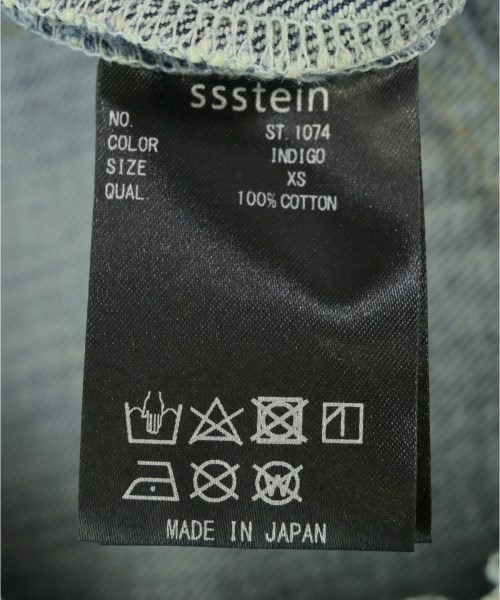 ssstein
NO. ST.1074
COLOR INDIGO
SIZE XS
QUAL. 100% COTTON
W
MADE IN JAPAN